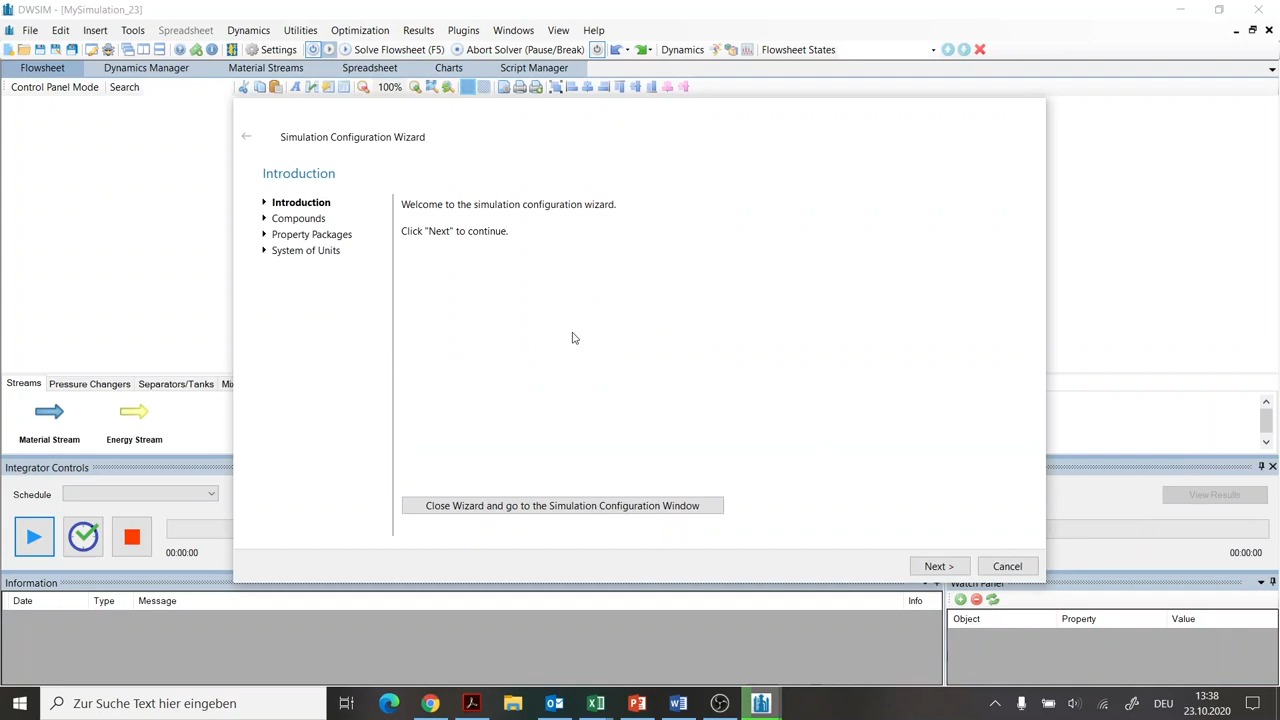 DWSIM - [MySimulation_23]
File Edit Insert Tools Spreadsheet Dynamics Utilities Optimization Results Plugins Windows View Help
Settings Solve Flowsheet (F5) Abort Solver (Pause/Break) Dynamics Flowsheet States
Flowsheet Dynamics Manager Material Streams Spreadsheet Charts Script Manager
Control Panel Mode Search 100%
Simulation Configuration Wizard
Introduction
Introduction
Compounds
Property Packages
System of Units
Welcome to the simulation configuration wizard.
Click "Next" to continue.
Close Wizard and go to the Simulation Configuration Window
Next > Cancel
Streams Pressure Changers Separators/Tanks
Material Stream Energy Stream
Integrator Controls
Schedule View Results
00:00:00 00:00:00
Information Watch Panel
Date Type Message Info
Object Property Value
Zur Suche Text hier eingeben
DEU 13:38
23.10.2020